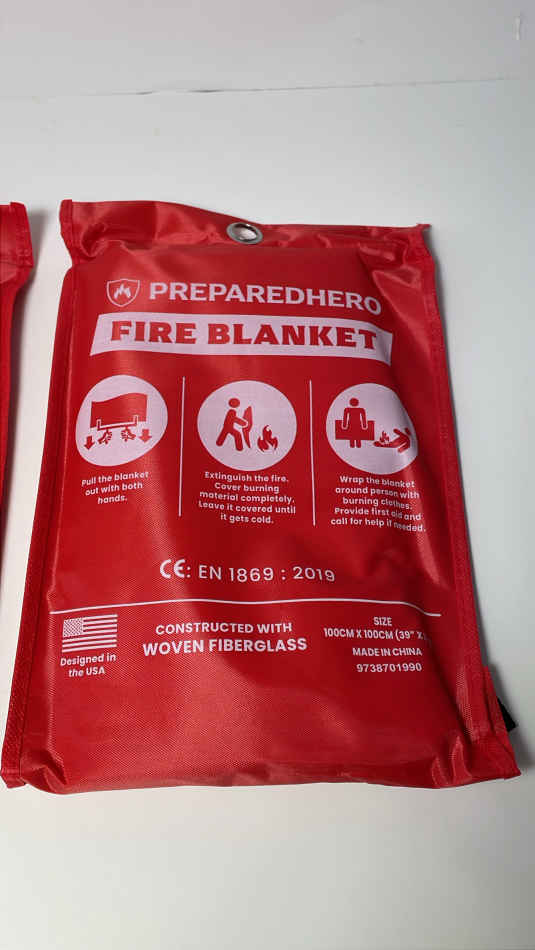 PREPAREDHERO
FIRE BLANKET
Pull the blanket
out with both
hands.
Extinguish the fire.
Cover burning
material completely,
Leave it covered until
it gets cold.
Wrap the blanket
around person with
burning clothes.
Provide first aid and
call for help if needed.
CE: EN 1869 : 2019
Designed in
the USA
CONSTRUCTED WITH
WOVEN FIBERGLASS
SIZE
100CM X 100CM (39" X
MADE IN CHINA
9738701990